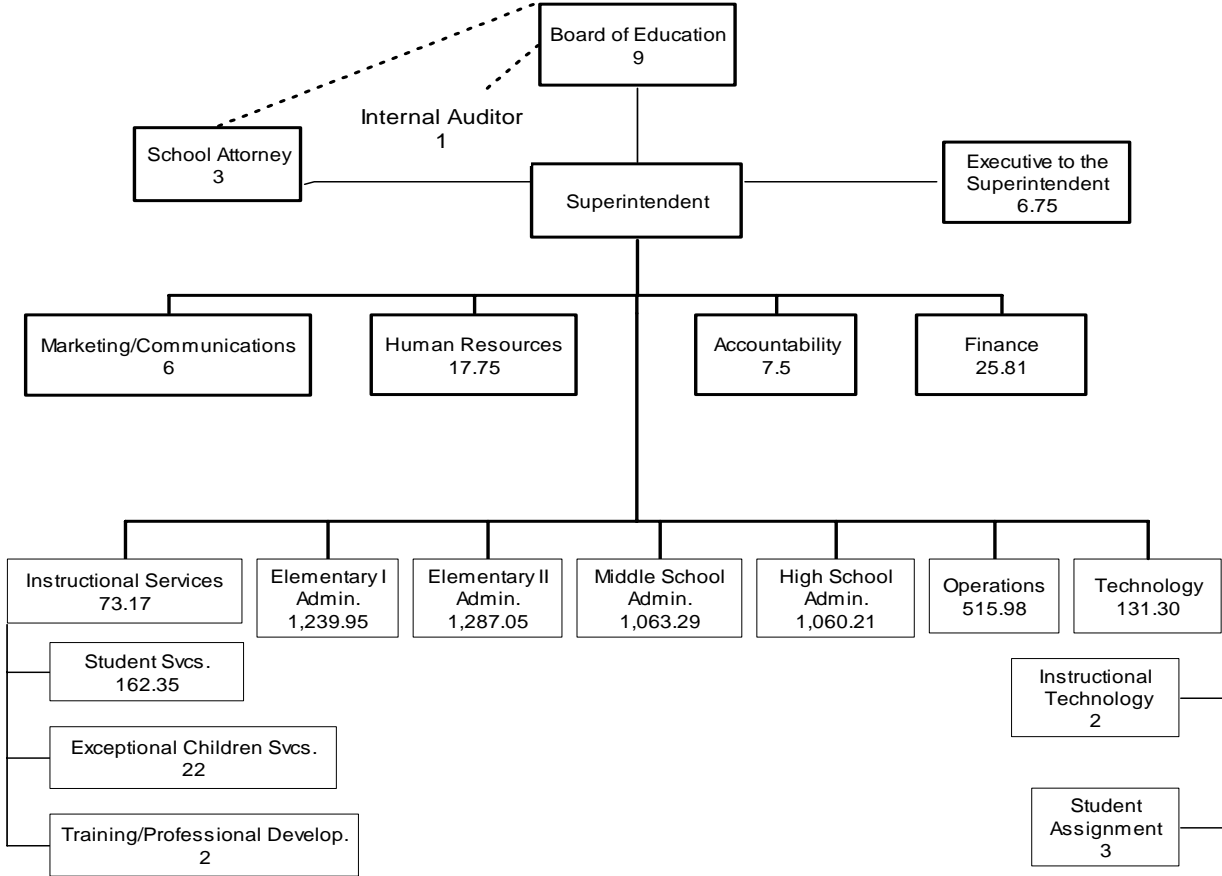 Board of Education
9
Internal Auditor
1
School Attorney
3
Executive to the
Superintendent
6.75
Superintendent
Marketing/Communications
6
Human Resources
17.75
Accountability
7.5
Finance
25.81
Instructional Services
73.17
Elementary I
Admin.
1,239.95
Elementary II
Admin.
1,287.05
Middle School
Admin.
1,063.29
High School
Admin.
1,060.21
Operations
515.98
Technology
131.30
Student Svcs.
162.35
Exceptional Children Svcs.
22
Training/Professional Develop.
2
Instructional
Technology
2
Student
Assignment
3